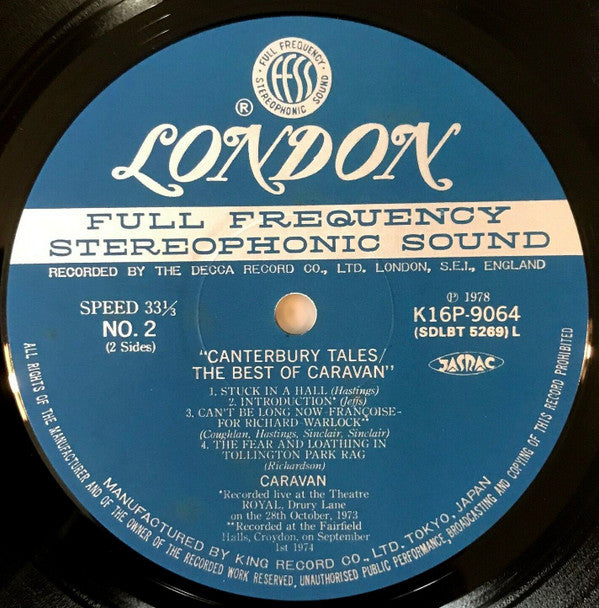 FULL FREQUENCY
FFSS
STEREOPHONIC SOUND
®
LONDON
FULL FREQUENCY
STEREOPHONIC SOUND
RECORDED BY THE DECCA RECORD CO., LTD. LONDON, S.E.I., ENGLAND
SPEED 33⅓
NO. 2
(2 Sides)
Ⓟ 1978
K16P-9064
(SDLBT 5269) L
JASRAC
"CANTERBURY TALES/
THE BEST OF CARAVAN"
1. STUCK IN A HALL (Hastings)
2. INTRODUCTION* (Jeffs)
3. CAN'T BE LONG NOW-FRANÇOISE-
FOR RICHARD-WARLOCK**
(Coughlan, Hastings, Sinclair, Sinclair)
4. THE FEAR AND LOATHING IN
TOLLINGTON PARK RAG
(Richardson)
CARAVAN
*Recorded live at the Theatre
ROYAL, Drury Lane
on the 28th October, 1973
**Recorded at the Fairfield
Halls, Croydon, on September
1st 1974
MANUFACTURED BY KING RECORD CO., LTD. TOKYO, JAPAN
ALL RIGHTS OF THE MANUFACTURER AND OF THE OWNER OF THE RECORDED WORK RESERVED, UNAUTHORISED PUBLIC PERFORMANCE, BROADCASTING AND COPYING OF THIS RECORD PROHIBITED